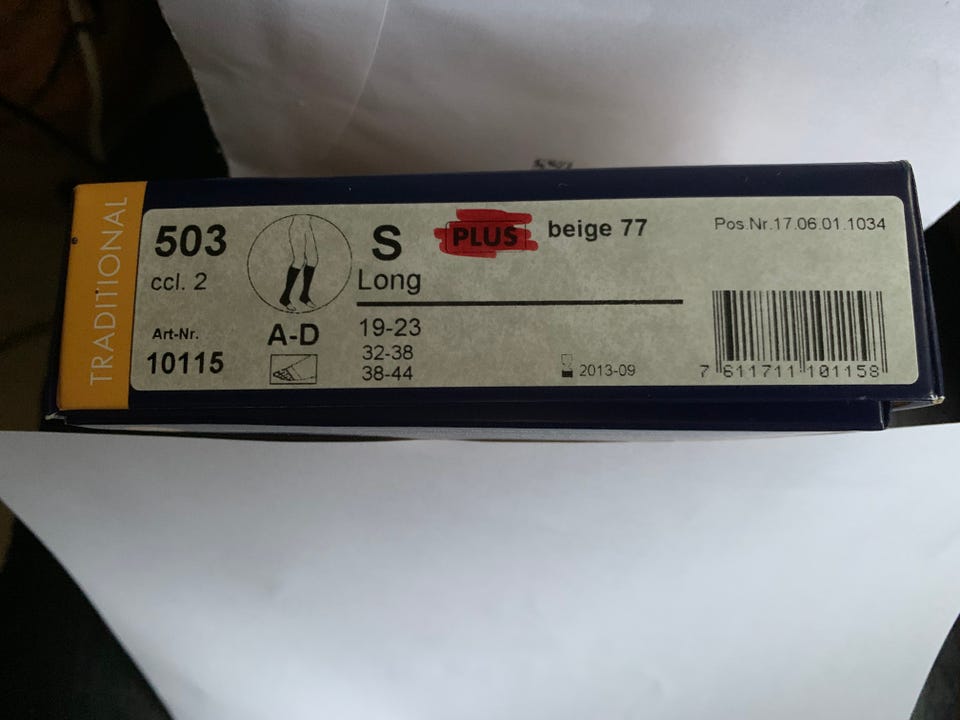 TRADITIONAL
503
ccl. 2
Art-Nr.
10115
A-D
S PLUS beige 77
Long
19-23
32-38
38-44
2013-09
Pos.Nr.17.06.01.1034
7 611711 101158